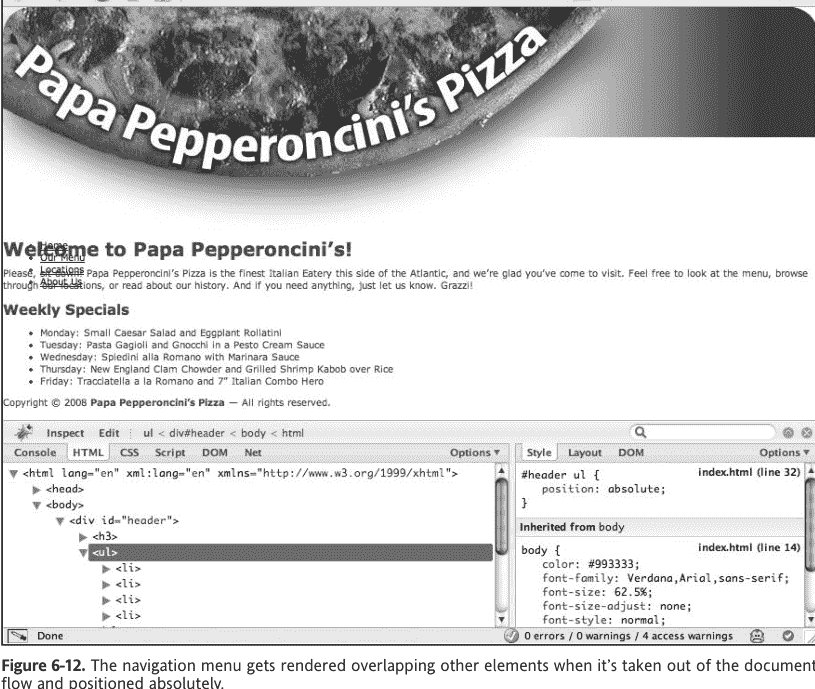 Papa Pepperoncini's Pizza
Welcome to Papa Pepperoncini's!
Home
Our Menu
Locations
About Us
Please, sit down! Papa Pepperoncini's Pizza is the finest Italian Eatery this side of the Atlantic, and we're glad you've come to visit. Feel free to look at the menu, browse
through our locations, or read about our history. And if you need anything, just let us know. Grazzi!
Weekly Specials
• Monday: Small Caesar Salad and Eggplant Rollatini
• Tuesday: Pasta Gagioli and Gnocchi in a Pesto Cream Sauce
• Wednesday: Spiedini alla Romano with Marinara Sauce
• Thursday: New England Clam Chowder and Grilled Shrimp Kabob over Rice
• Friday: Tracciatella a la Romano and 7" Italian Combo Hero
Copyright © 2008 Papa Pepperoncini's Pizza — All rights reserved.
Inspect Edit ul < div#header < body < html
Console HTML CSS Script DOM Net Options
<html lang="en" xml:lang="en" xmlns="http://www.w3.org/1999/xhtml">
<head>
<body>
<div id="header">
<h3>
<ul>
<li>
<li>
<li>
<li>
Style Layout DOM Options
#header ul { index.html (line 32)
position: absolute;
}
Inherited from body
body { index.html (line 14)
color: #993333;
font-family: Verdana,Arial,sans-serif;
font-size: 62.5%;
font-size-adjust: none;
font-style: normal;
Done 0 errors / 0 warnings / 4 access warnings
Figure 6-12. The navigation menu gets rendered overlapping other elements when it's taken out of the document
flow and positioned absolutely.